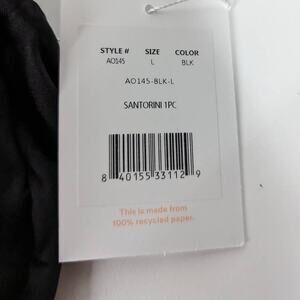 STYLE # SIZE COLOR
AO145 L BLK
AO145-BLK-L
SANTORINI 1PC
8 40155 33112 9
This is made from
100% recycled paper.